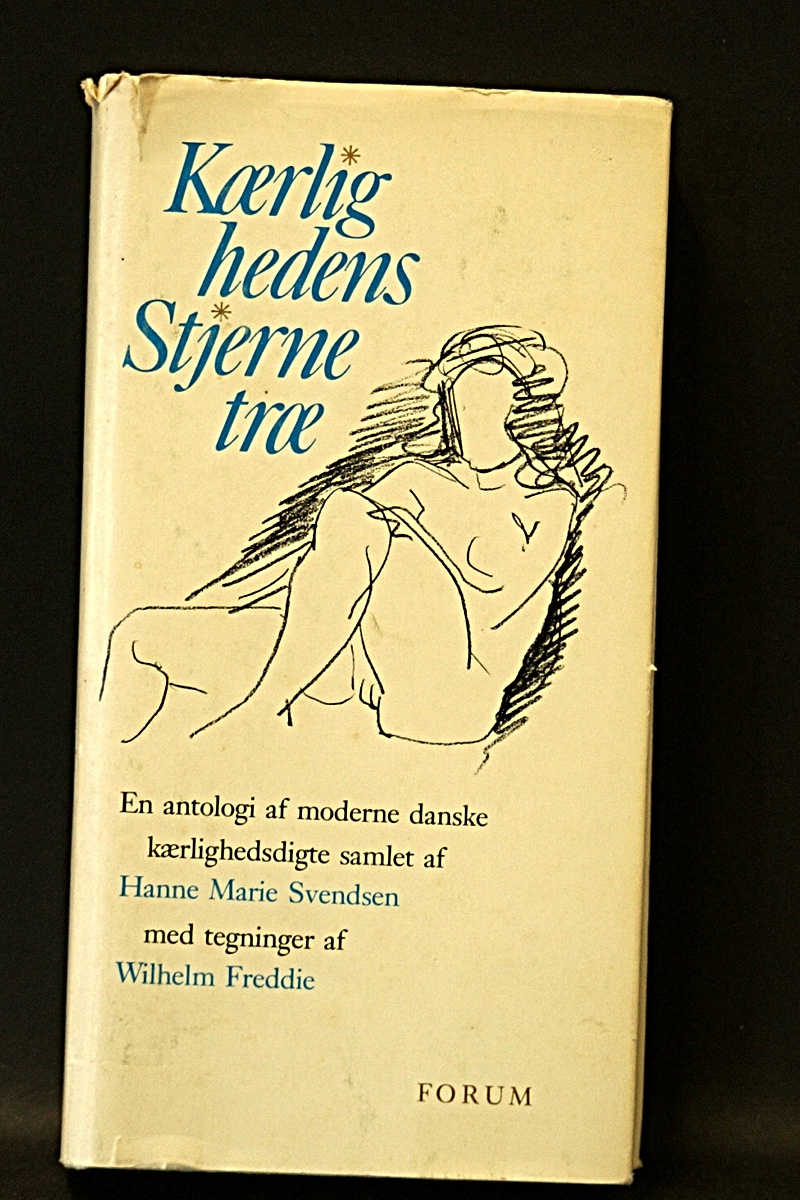 Kærlig
hedens
Stjerne
træ
En antologi af moderne danske
kærlighedsdigte samlet af
Hanne Marie Svendsen
med tegninger af
Wilhelm Freddie
FORUM